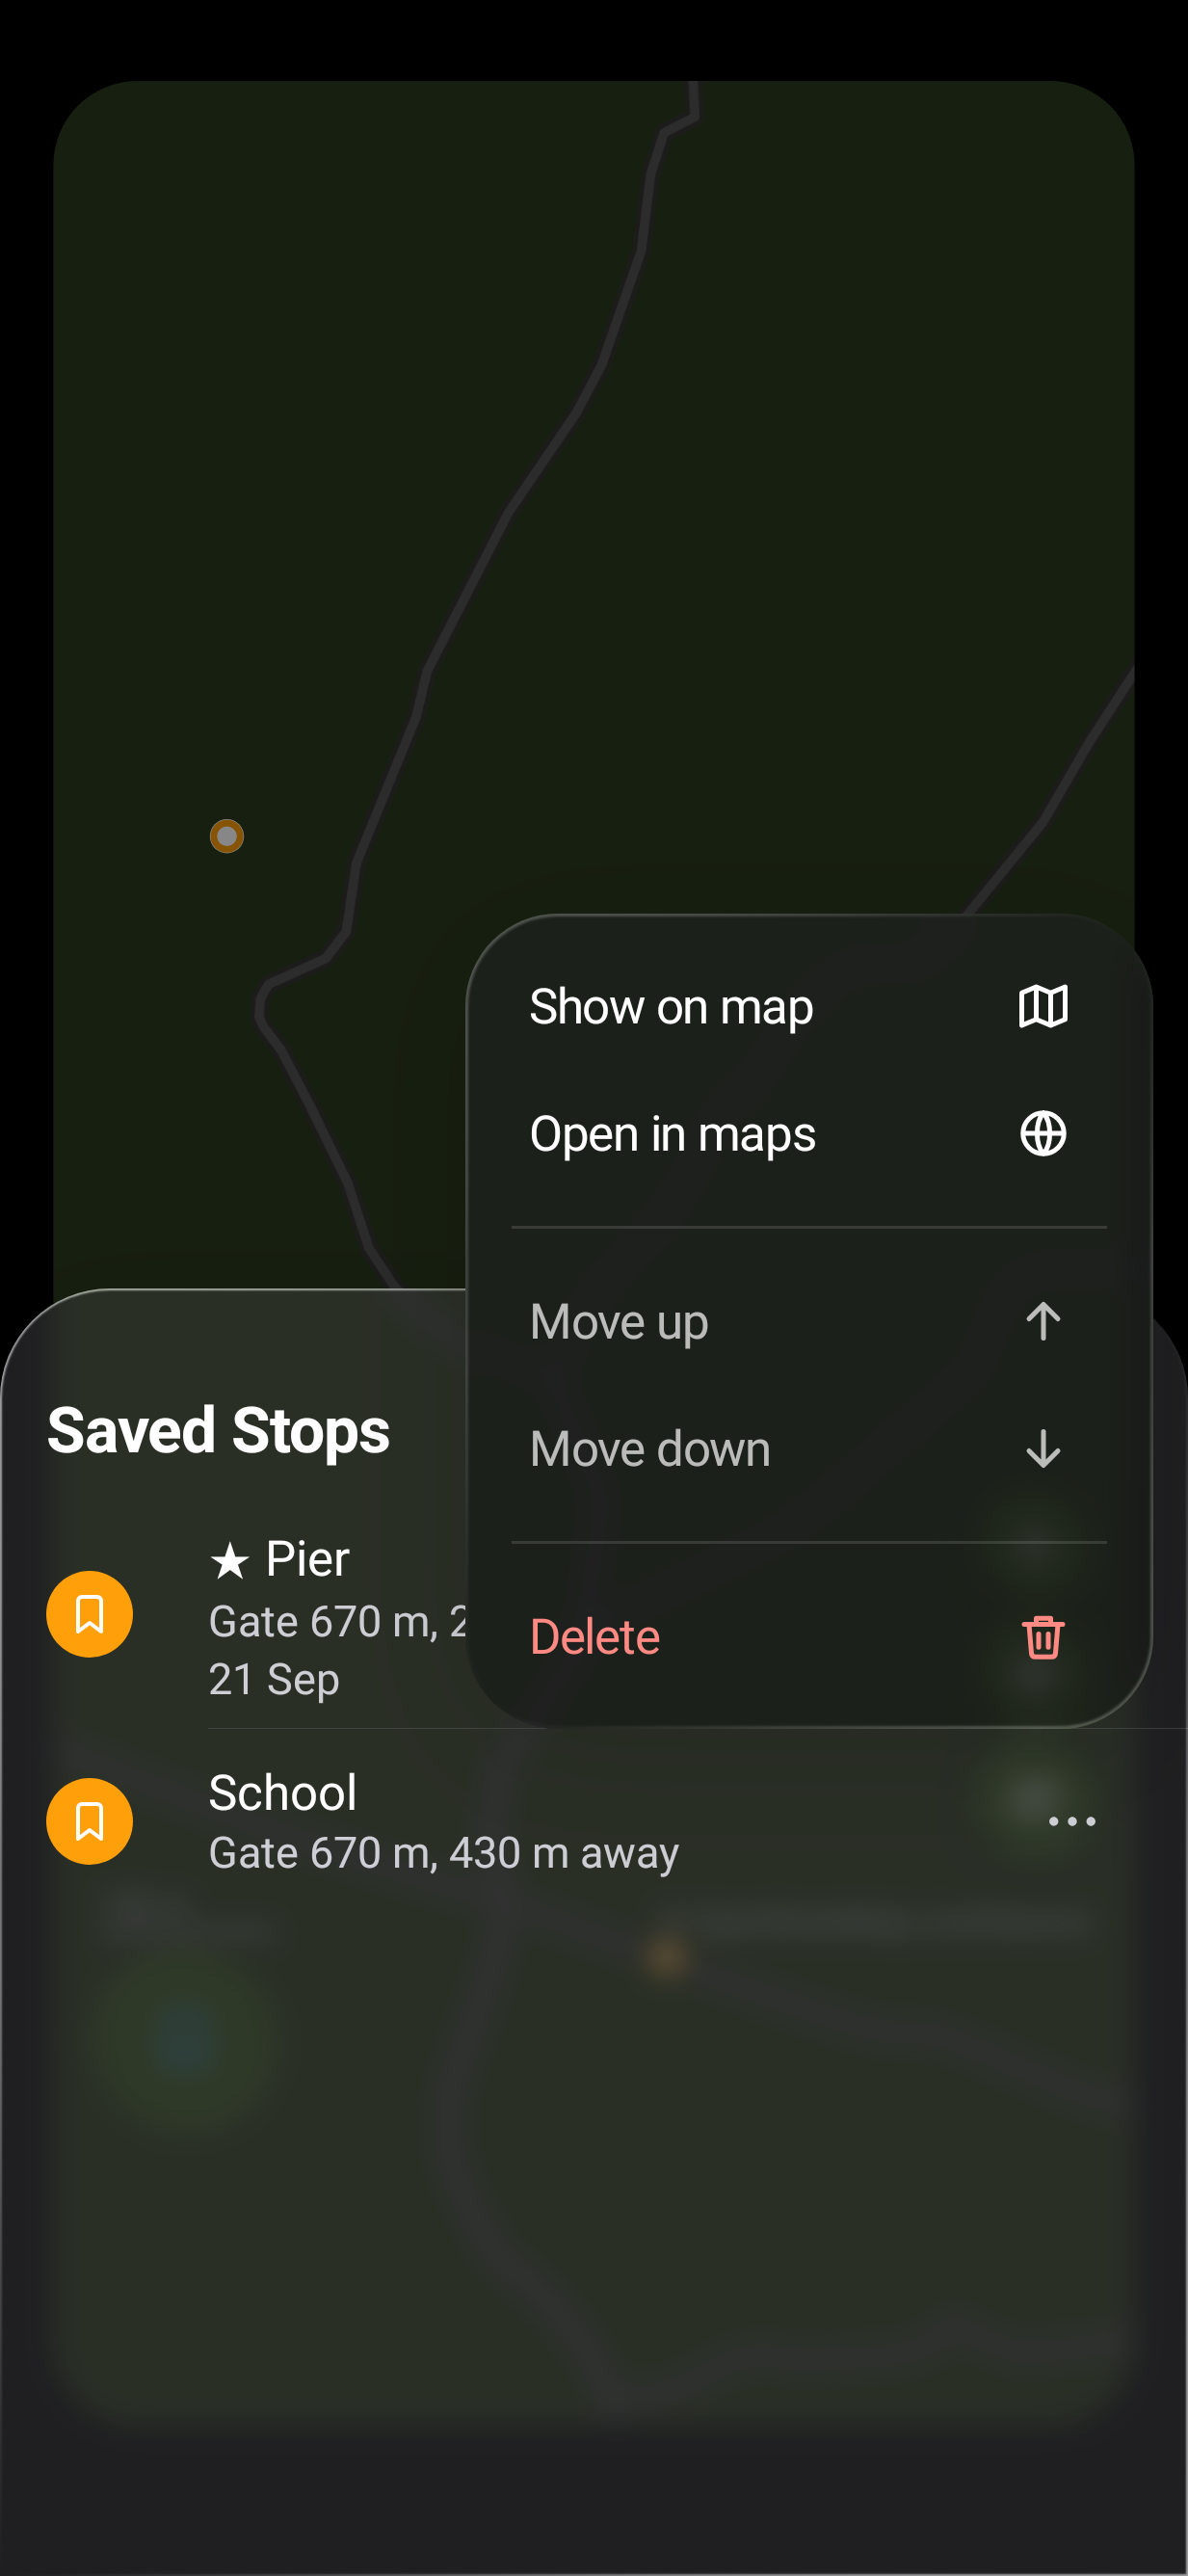 Show on map
Open in maps
Move up
Move down
Delete
Saved Stops
★ Pier
Gate 670 m, 2
21 Sep
School
Gate 670 m, 430 m away